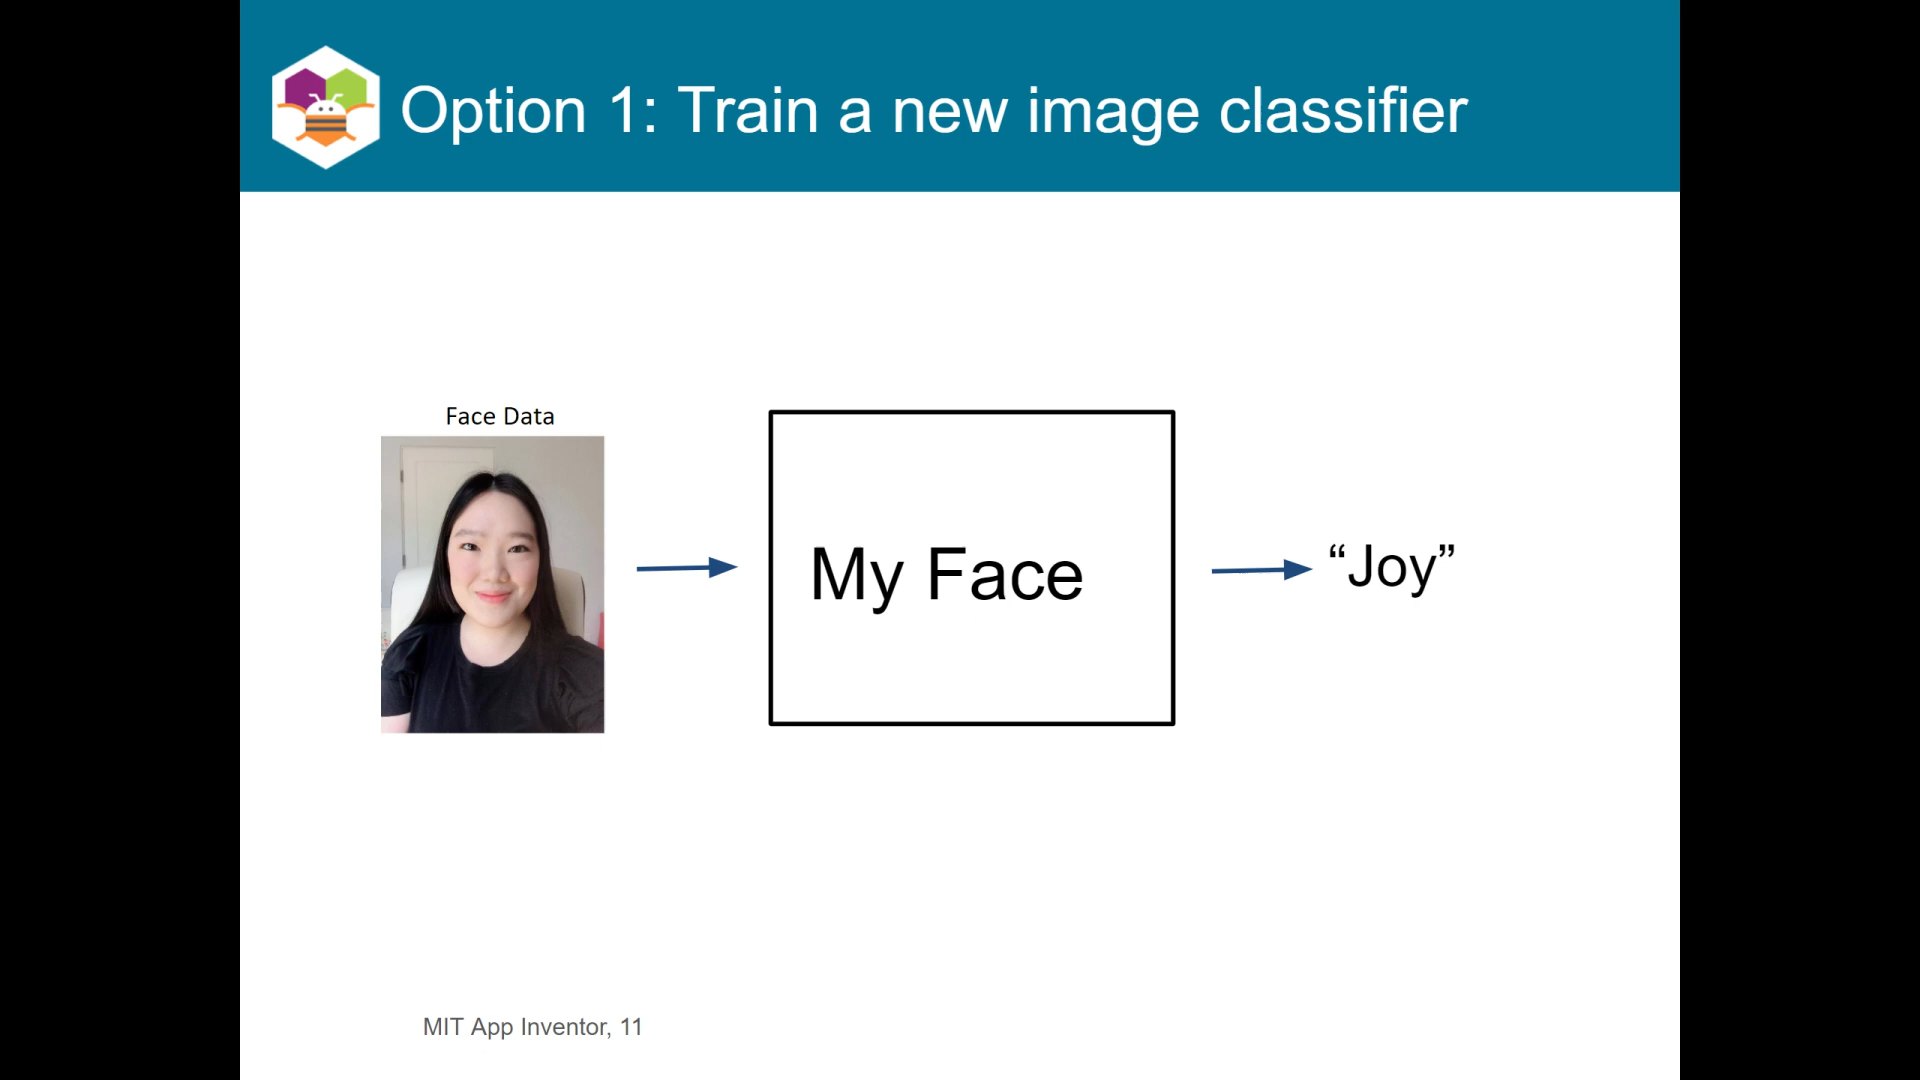 Option 1: Train a new image classifier
Face Data
My Face
“Joy”
MIT App Inventor, 11